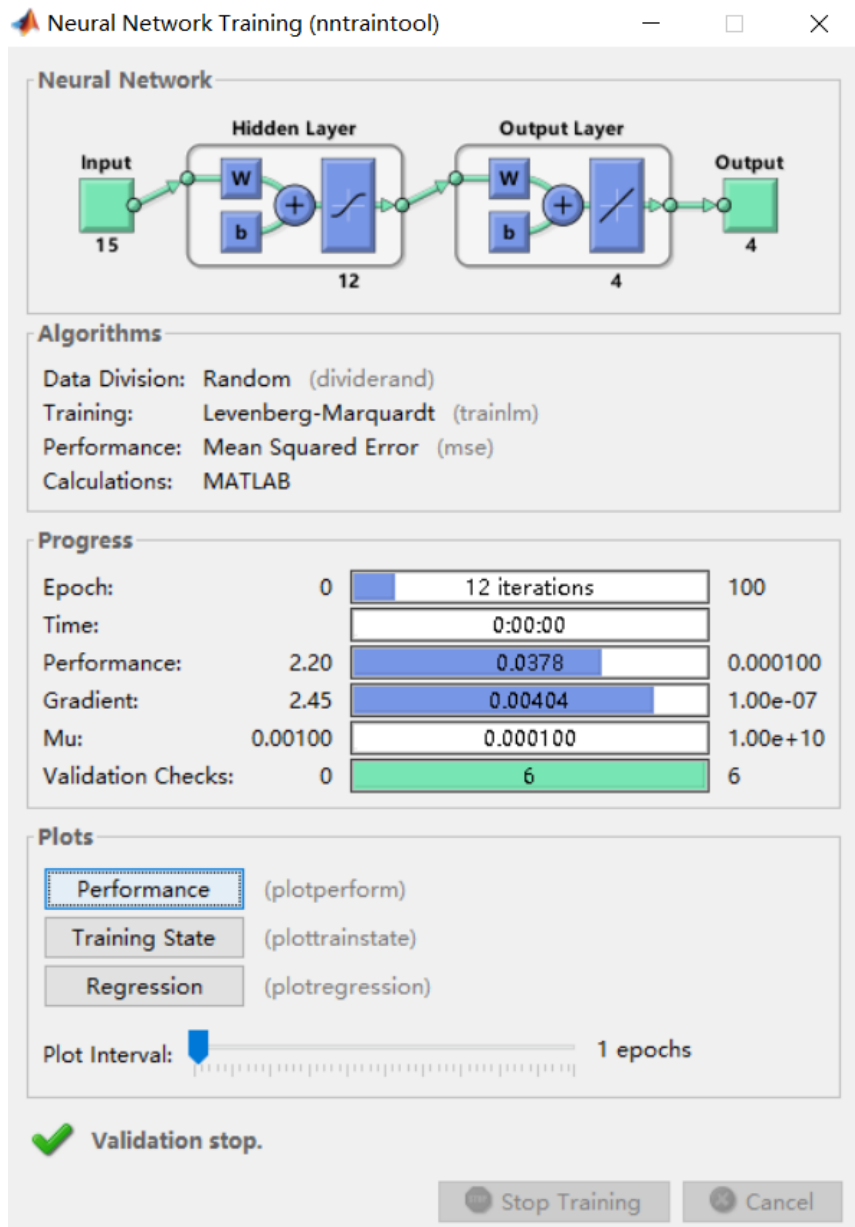 Neural Network Training (nntraintool)
Neural Network
Hidden Layer Output Layer
Input Output
W W
b b
15 4
12 4
Algorithms
Data Division: Random (dividerand)
Training: Levenberg-Marquardt (trainlm)
Performance: Mean Squared Error (mse)
Calculations: MATLAB
Progress
Epoch: 0 12 iterations 100
Time: 0:00:00
Performance: 2.20 0.0378 0.000100
Gradient: 2.45 0.00404 1.00e-07
Mu: 0.00100 0.000100 1.00e+10
Validation Checks: 0 6 6
Plots
Performance (plotperform)
Training State (plottrainstate)
Regression (plotregression)
Plot Interval: 1 epochs
Validation stop.
STOP Stop Training Cancel